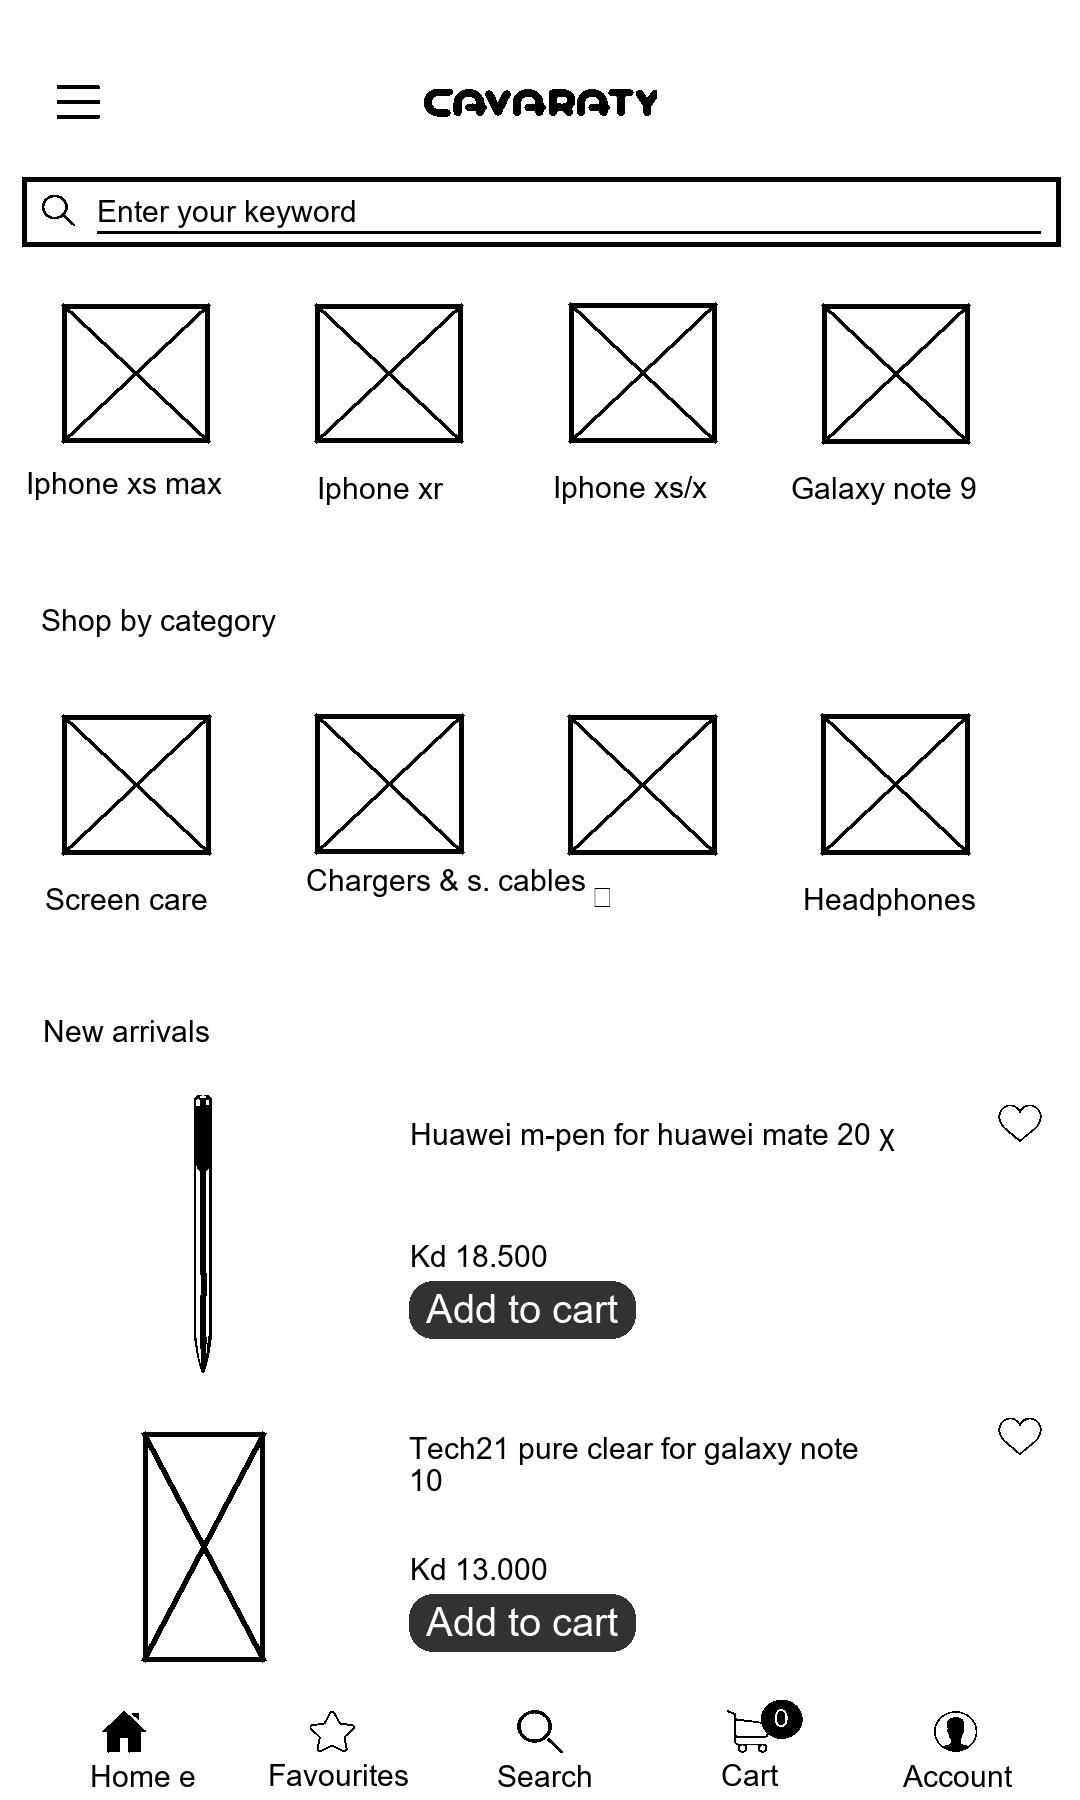 CAVARATY
Enter your keyword
Iphone xs max
Iphone xr
Iphone xs/x
Galaxy note 9
Shop by category
Screen care
Chargers & s. cables
Headphones
New arrivals
Huawei m-pen for huawei mate 20 χ
Kd 18.500
Add to cart
Tech21 pure clear for galaxy note
10
Kd 13.000
Add to cart
0
Home e
Favourites
Search
Cart
Account